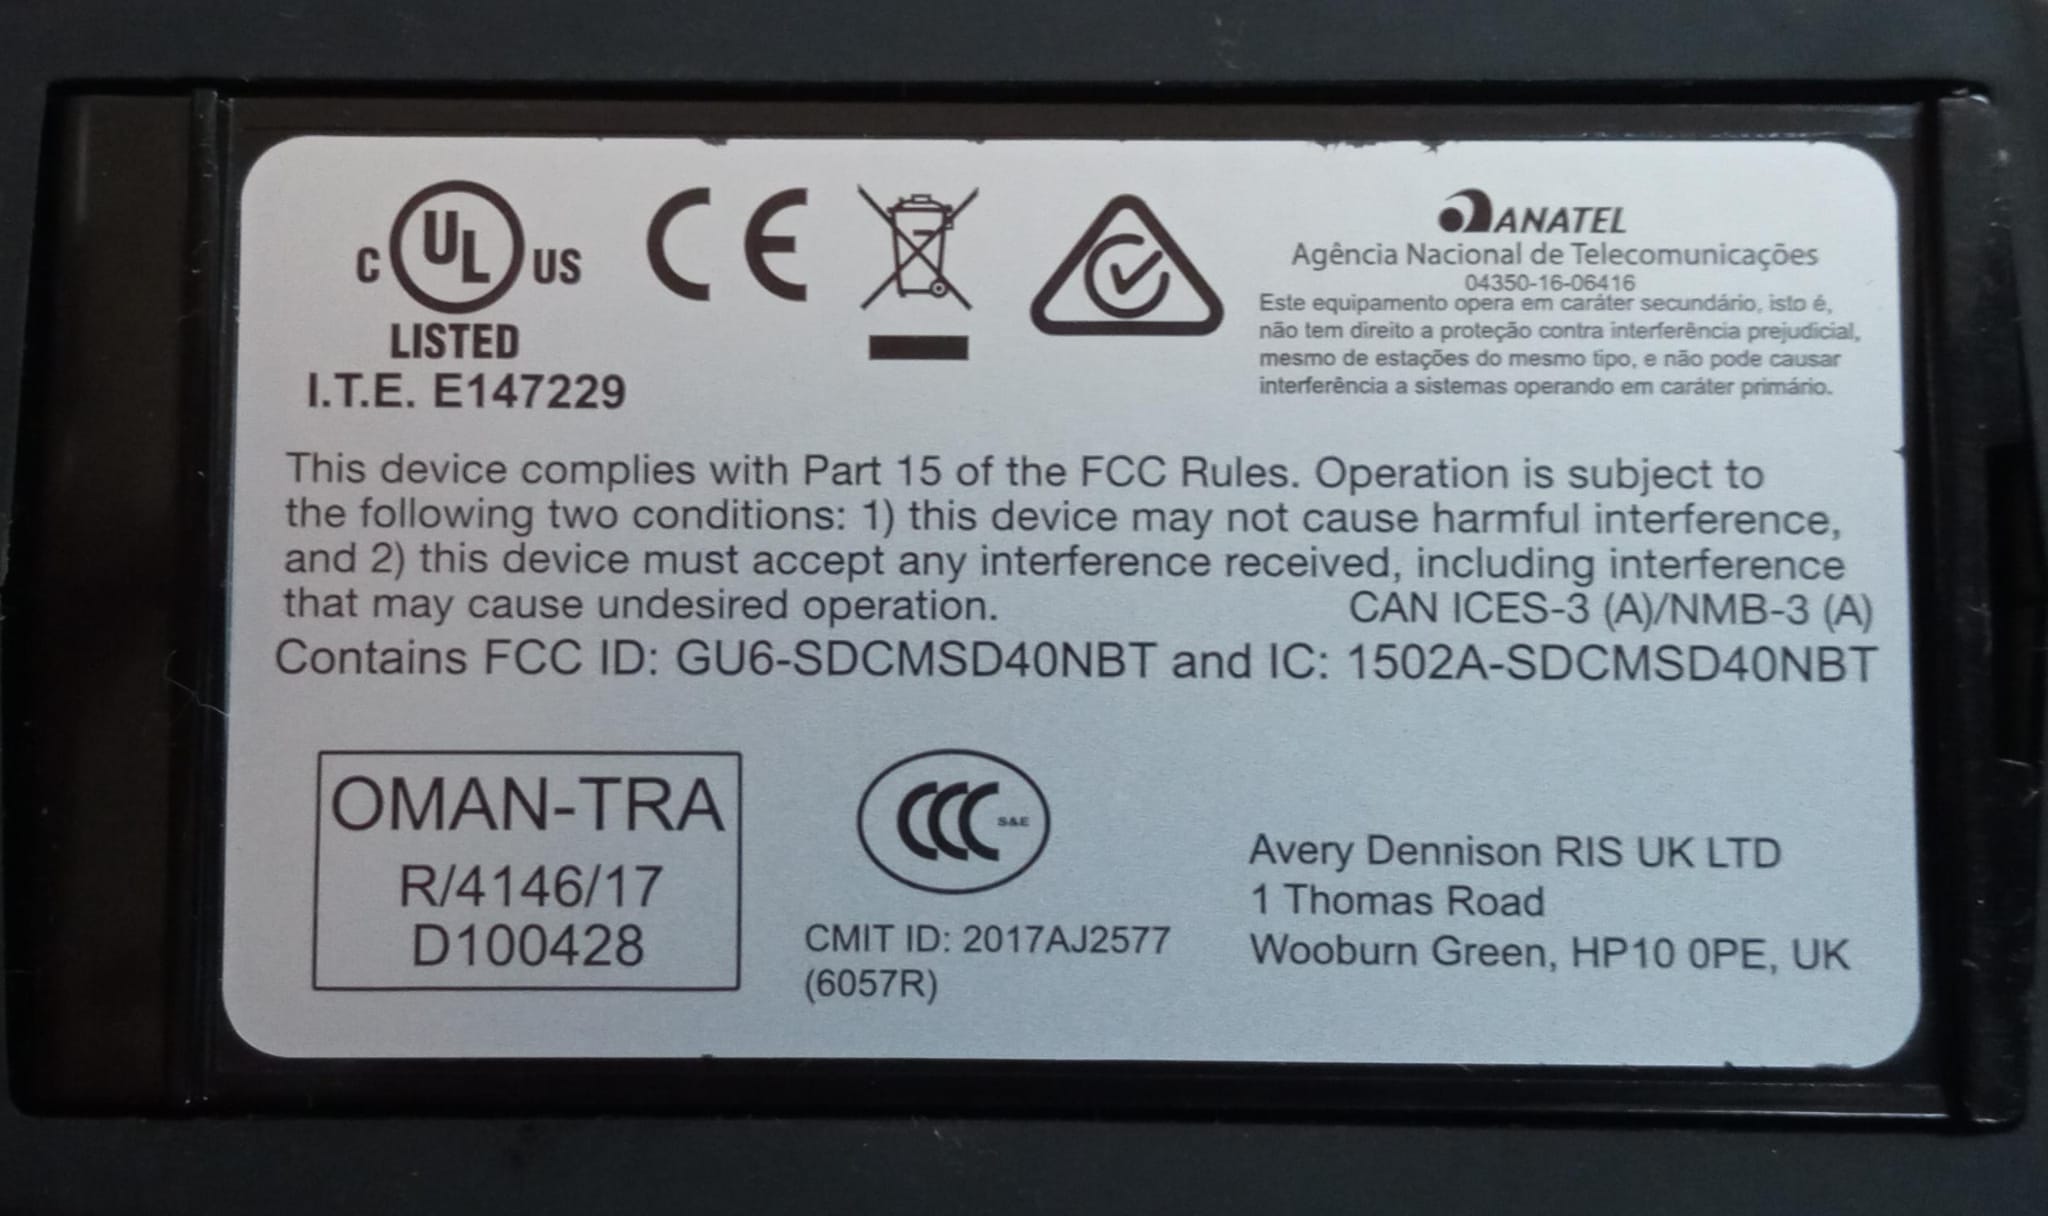 C UL US
LISTED
I.T.E. E147229
CE
ANATEL
Agência Nacional de Telecomunicações
04350-16-06416
Este equipamento opera em caráter secundário, isto é,
não tem direito a proteção contra interferência prejudicial,
mesmo de estações do mesmo tipo, e não pode causar
interferência a sistemas operando em caráter primário.
This device complies with Part 15 of the FCC Rules. Operation is subject to
the following two conditions: 1) this device may not cause harmful interference,
and 2) this device must accept any interference received, including interference
that may cause undesired operation. CAN ICES-3 (A)/NMB-3 (A)
Contains FCC ID: GU6-SDCMSD40NBT and IC: 1502A-SDCMSD40NBT
OMAN-TRA
R/4146/17
D100428
CCC S&E
CMIT ID: 2017AJ2577
(6057R)
Avery Dennison RIS UK LTD
1 Thomas Road
Wooburn Green, HP10 0PE, UK